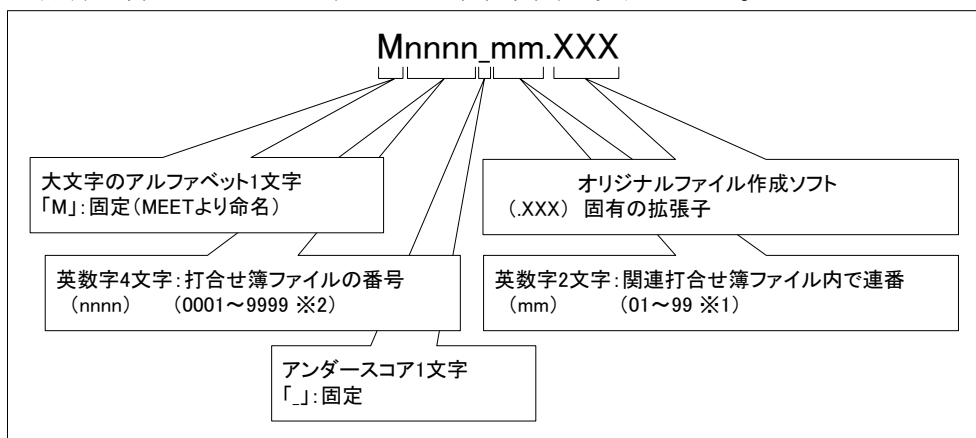 Mnnnn_mm.XXX
大文字のアルファベット1文字
「M」:固定(MEETより命名)
オリジナルファイル作成ソフト
(.XXX) 固有の拡張子
英数字4文字:打合せ簿ファイルの番号
(nnnn) (0001~9999 ※2)
英数字2文字:関連打合せ簿ファイル内で連番
(mm) (01~99 ※1)
アンダースコア1文字
「_」:固定